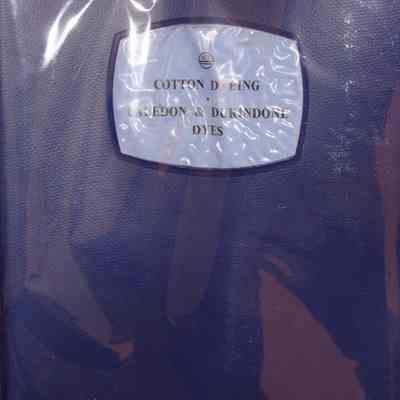 COTTON DYEING
CALEDON & DURINDONE
DYES